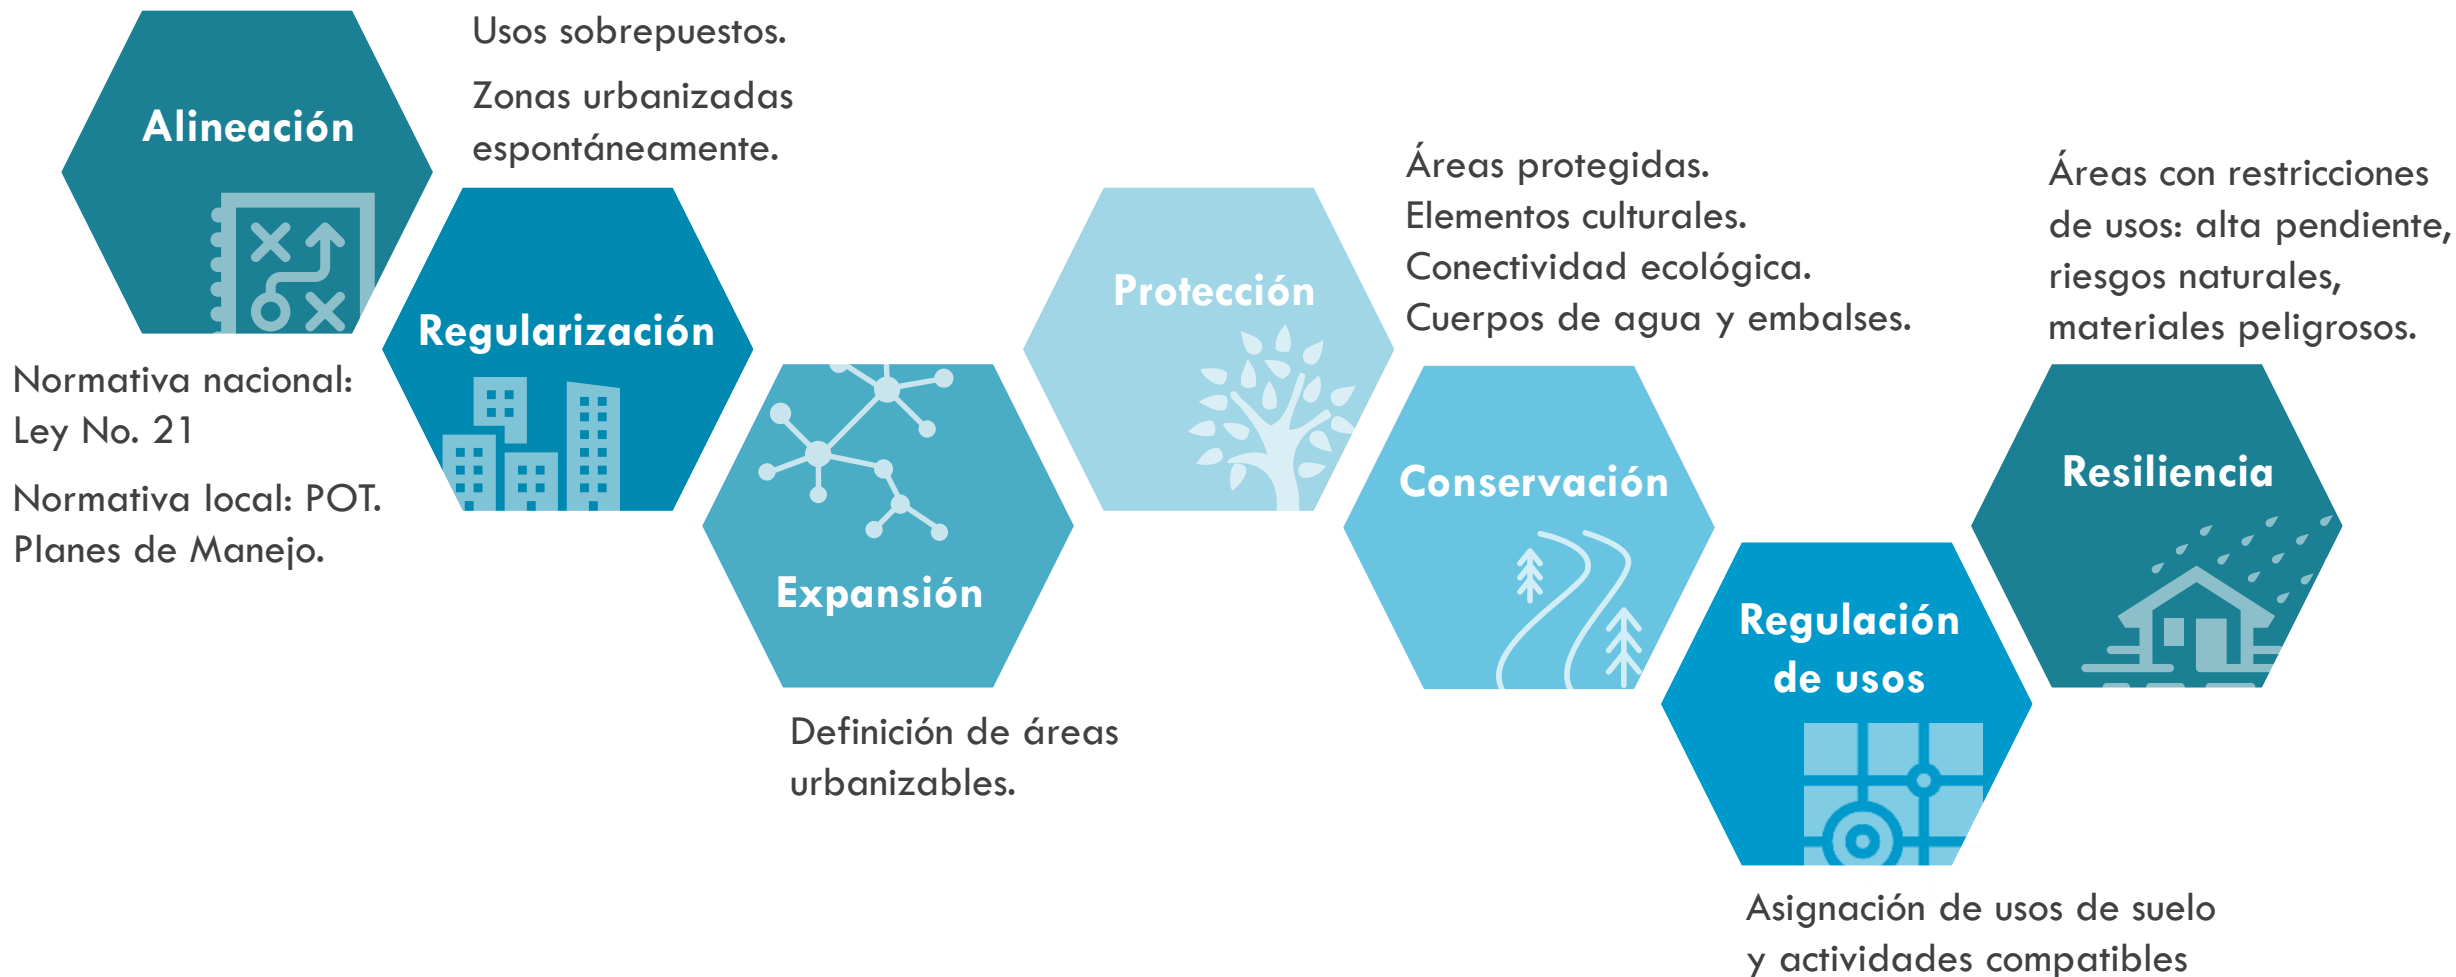 Alineación
Normativa nacional:
Ley No. 21
Normativa local: POT.
Planes de Manejo.
Usos sobrepuestos.
Zonas urbanizadas
espontáneamente.
Regularización
Expansión
Definición de áreas
urbanizables.
Protección
Áreas protegidas.
Elementos culturales.
Conectividad ecológica.
Cuerpos de agua y embalses.
Conservación
Regulación
de usos
Asignación de usos de suelo
y actividades compatibles
Áreas con restricciones
de usos: alta pendiente,
riesgos naturales,
materiales peligrosos.
Resiliencia